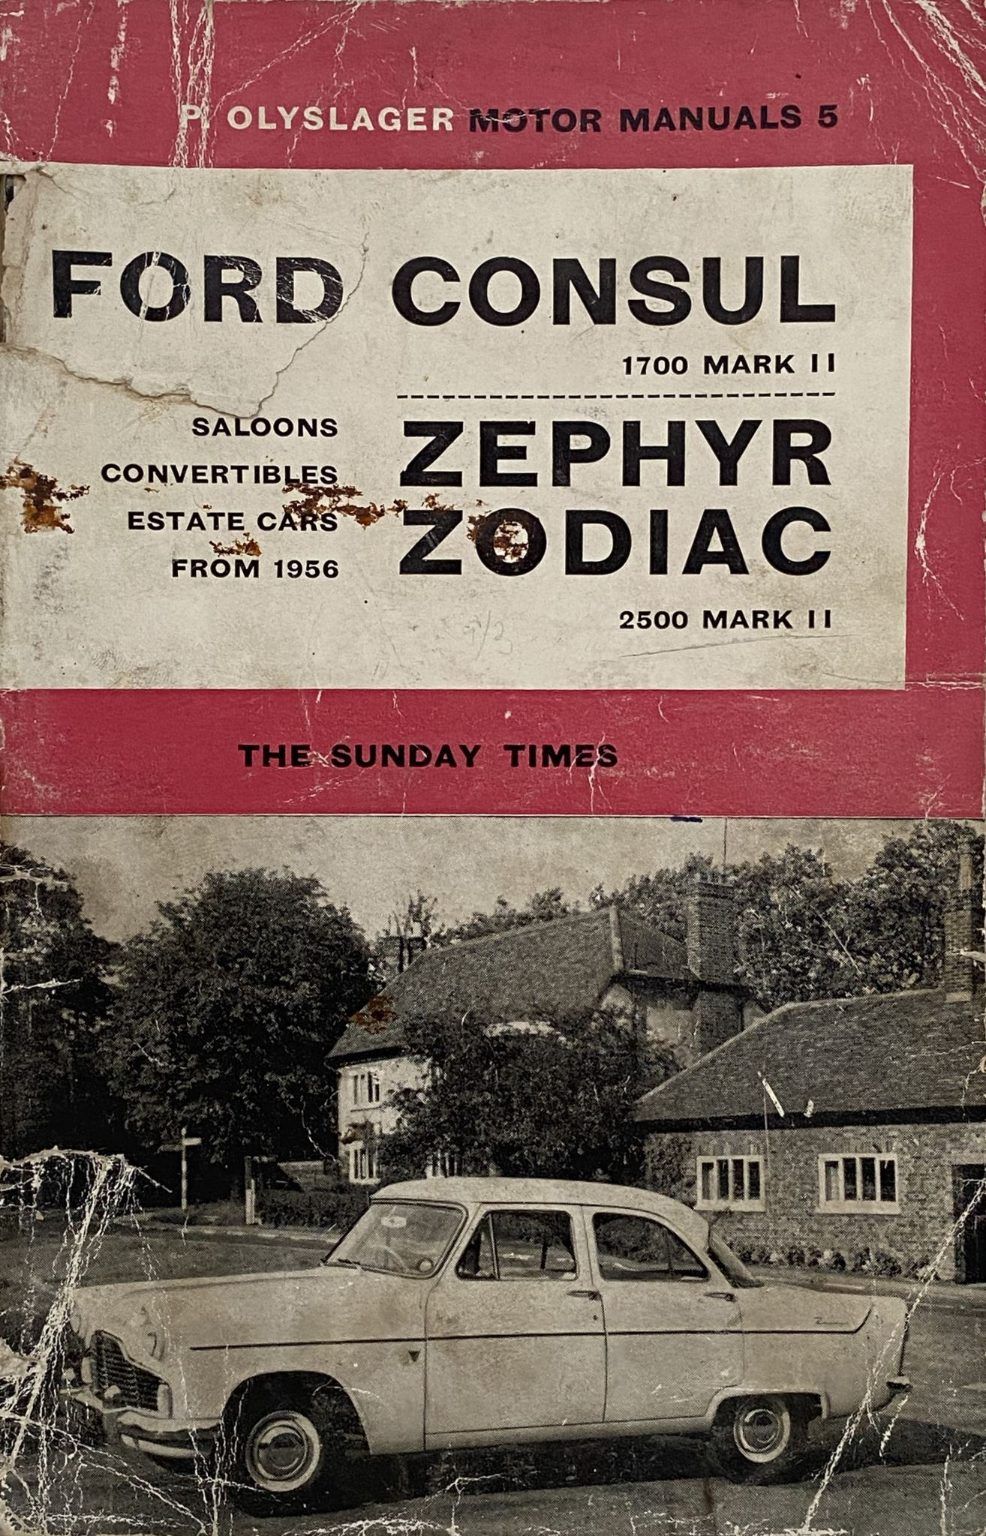 P OLYSLAGER MOTOR MANUALS 5
FORD CONSUL
1700 MARK II
SALOONS
CONVERTIBLES
ESTATE CARS
FROM 1956
ZEPHYR
ZODIAC
2500 MARK II
THE SUNDAY TIMES